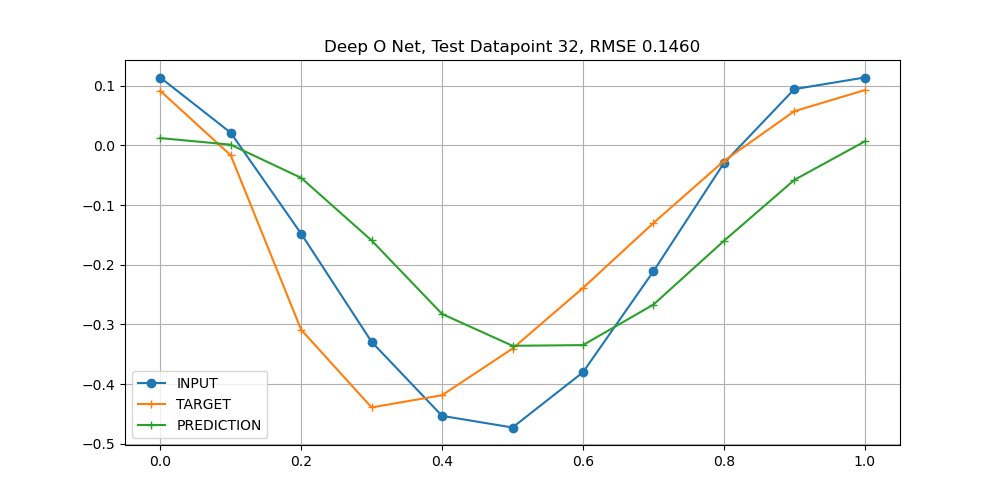 Deep O Net, Test Datapoint 32, RMSE 0.1460
0.1
0.0
−0.1
−0.2
−0.3
−0.4
−0.5
INPUT
TARGET
PREDICTION
0.0 0.2 0.4 0.6 0.8 1.0